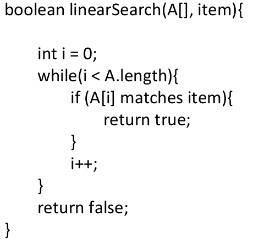 boolean linearSearch(A[], item){
int i = 0;
while(i < A.length){
if (A[i] matches item){
return true;
}
i++;
}
return false;
}